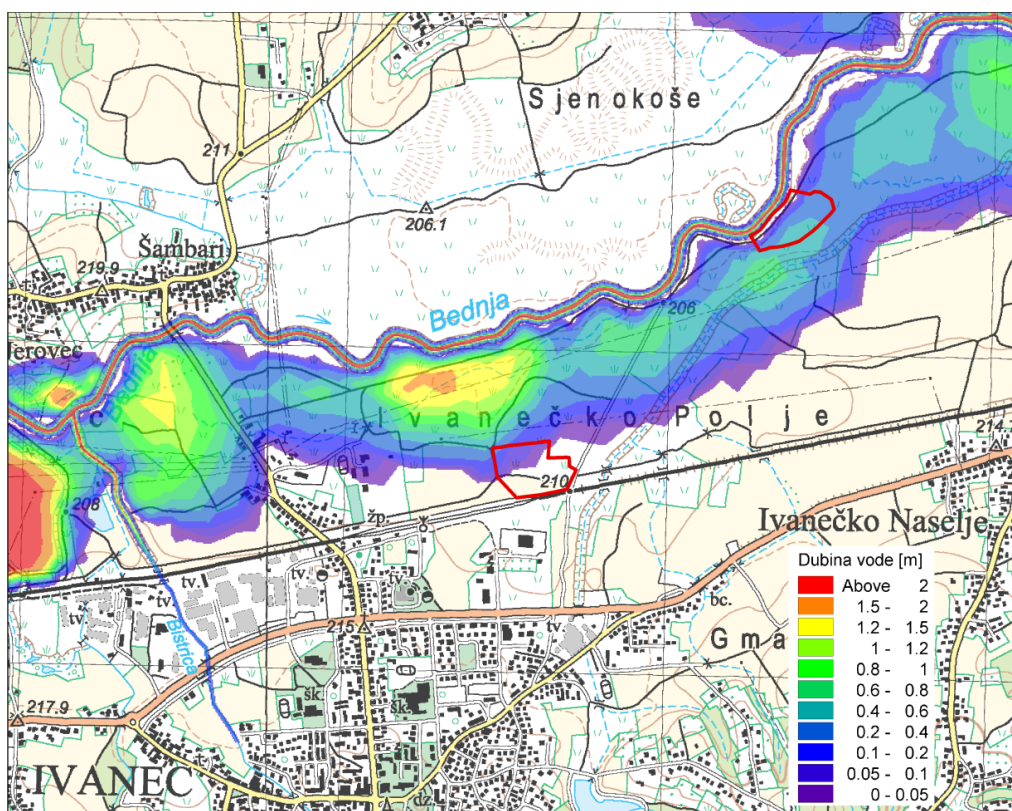 Sjenokoše
211
206.1
Šambari
219.9
Bednja
206
Jerovec
Bednja
Ivanečko Polje
214.
210
208
žp.
Ivanečko Naselje
tv.
tv.
tv.
tv.
tv.
tv.
bc.
Bistrica
215
Gma
šk.
šk.
217.9
IVANEC
dz.
Dubina vode [m]
Above 2
1.5 - 2
1.2 - 1.5
1 - 1.2
0.8 - 1
0.6 - 0.8
0.4 - 0.6
0.2 - 0.4
0.1 - 0.2
0.05 - 0.1
0 - 0.05